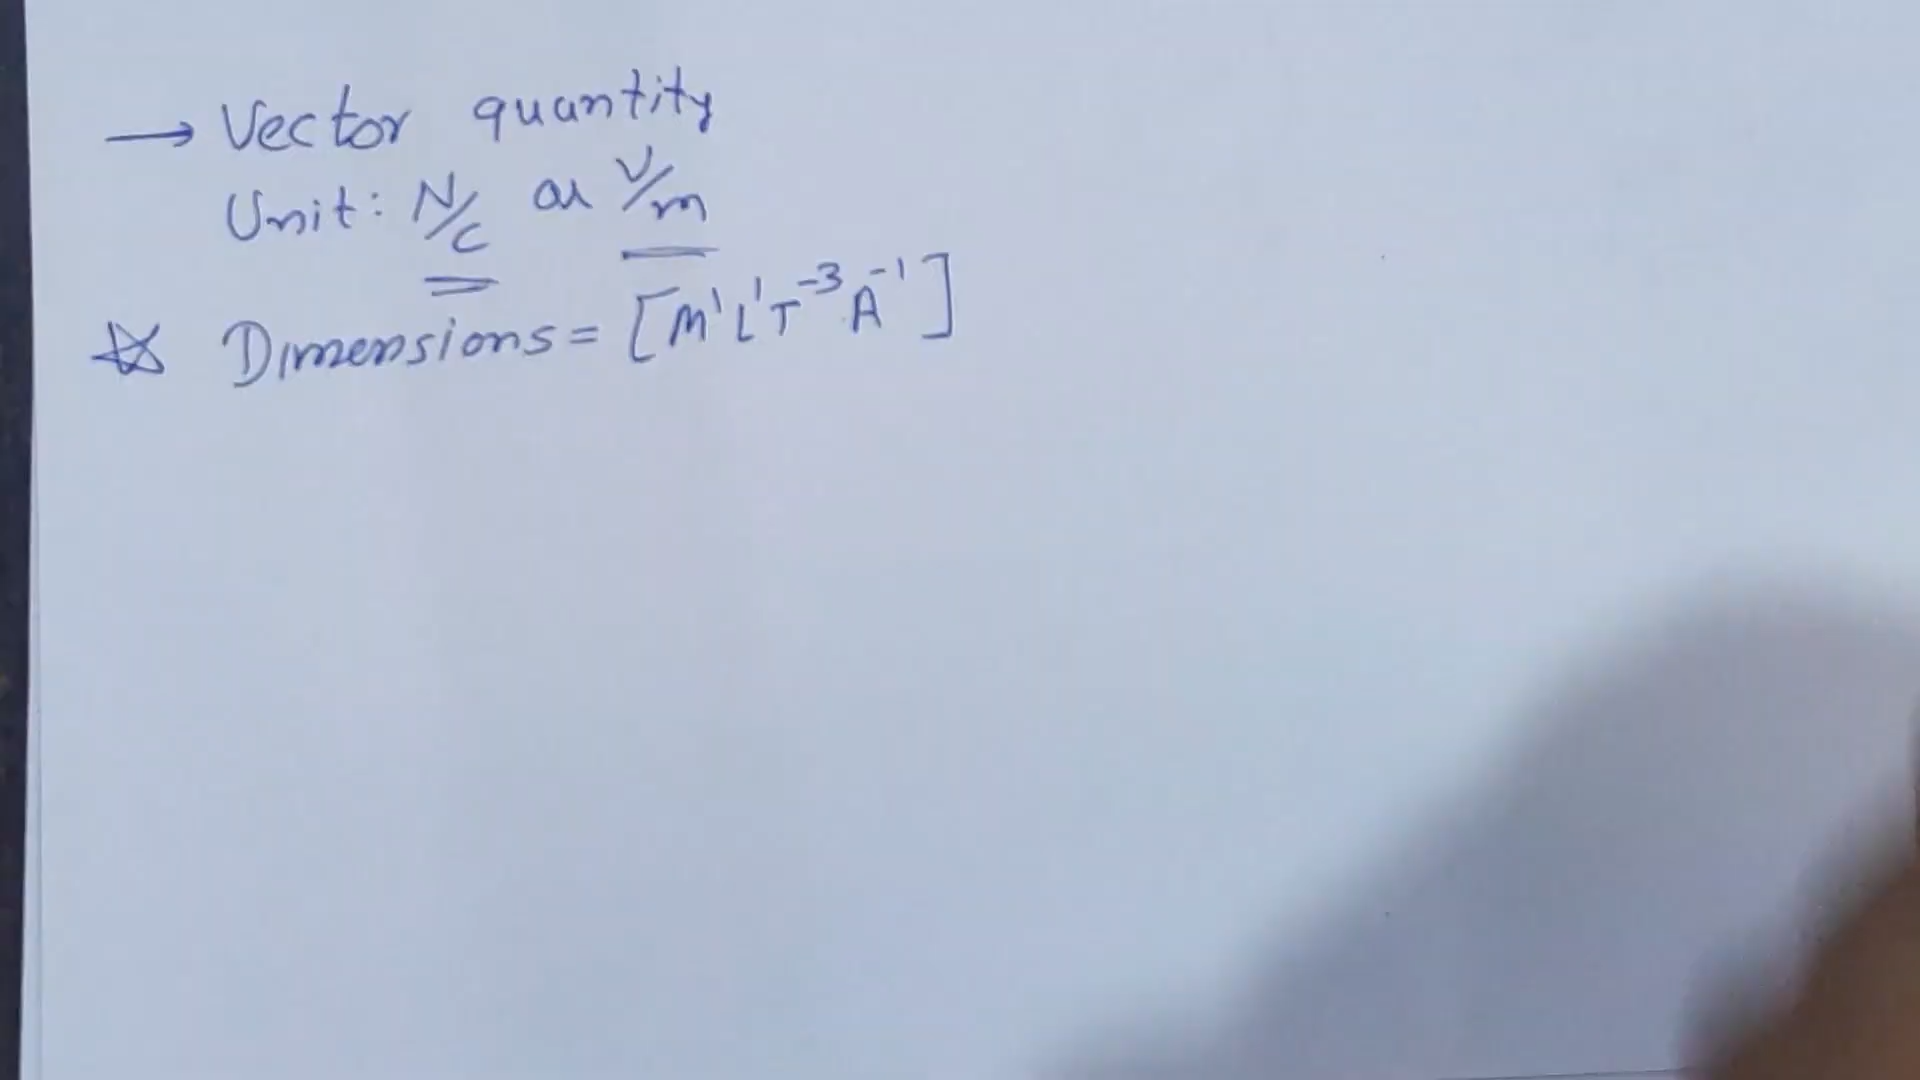 → Vector quantity
Unit: N/C or V/m
☆ Dimensions = [M¹L¹T⁻³A⁻¹]